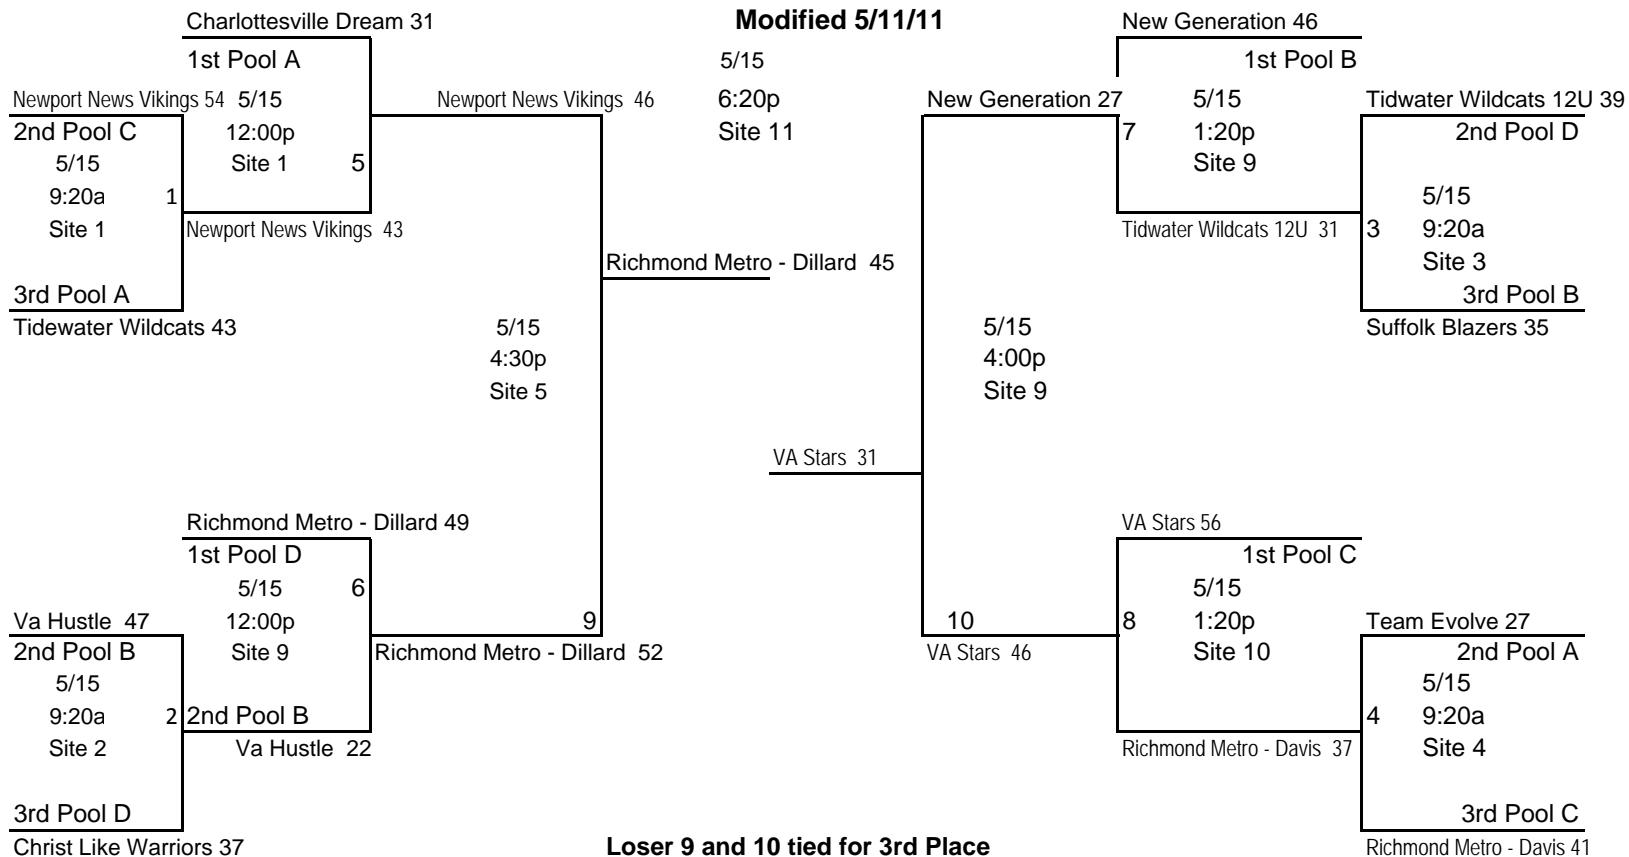 Charlottesville Dream 31
Modified 5/11/11
New Generation 46
1st Pool A
5/15
1st Pool B
Newport News Vikings 54
5/15
Newport News Vikings 46
6:20p
New Generation 27
5/15
Tidwater Wildcats 12U 39
2nd Pool C
12:00p
Site 11
7
1:20p
2nd Pool D
5/15
Site 1
5
Site 9
9:20a
1
5/15
Site 1
Newport News Vikings 43
Tidwater Wildcats 12U 31
3
9:20a
Richmond Metro - Dillard 45
Site 3
3rd Pool A
3rd Pool B
Tidewater Wildcats 43
5/15
5/15
Suffolk Blazers 35
4:30p
4:00p
Site 5
Site 9
VA Stars 31
Richmond Metro - Dillard 49
VA Stars 56
1st Pool D
1st Pool C
5/15
6
5/15
Va Hustle 47
12:00p
9
10
8
1:20p
Team Evolve 27
2nd Pool B
Site 9
Richmond Metro - Dillard 52
VA Stars 46
Site 10
2nd Pool A
5/15
5/15
9:20a
2
2nd Pool B
4
9:20a
Site 2
Va Hustle 22
Richmond Metro - Davis 37
Site 4
3rd Pool D
3rd Pool C
Christ Like Warriors 37
Loser 9 and 10 tied for 3rd Place
Richmond Metro - Davis 41